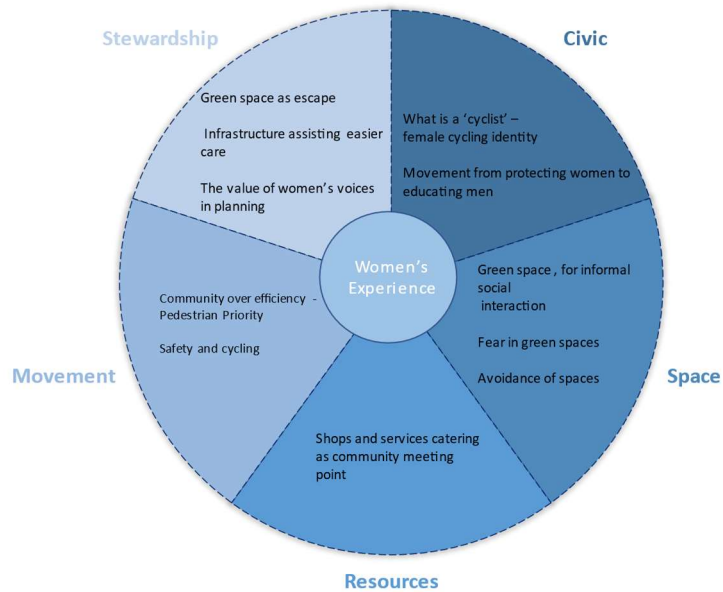 Stewardship
Civic
Green space as escape
Infrastructure assisting easier
care
The value of women's voices
in planning
What is a 'cyclist' –
female cycling identity
Movement from protecting women to
educating men
Women's
Experience
Green space , for informal
social
interaction
Fear in green spaces
Avoidance of spaces
Community over efficiency -
Pedestrian Priority
Safety and cycling
Movement
Space
Shops and services catering
as community meeting
point
Resources